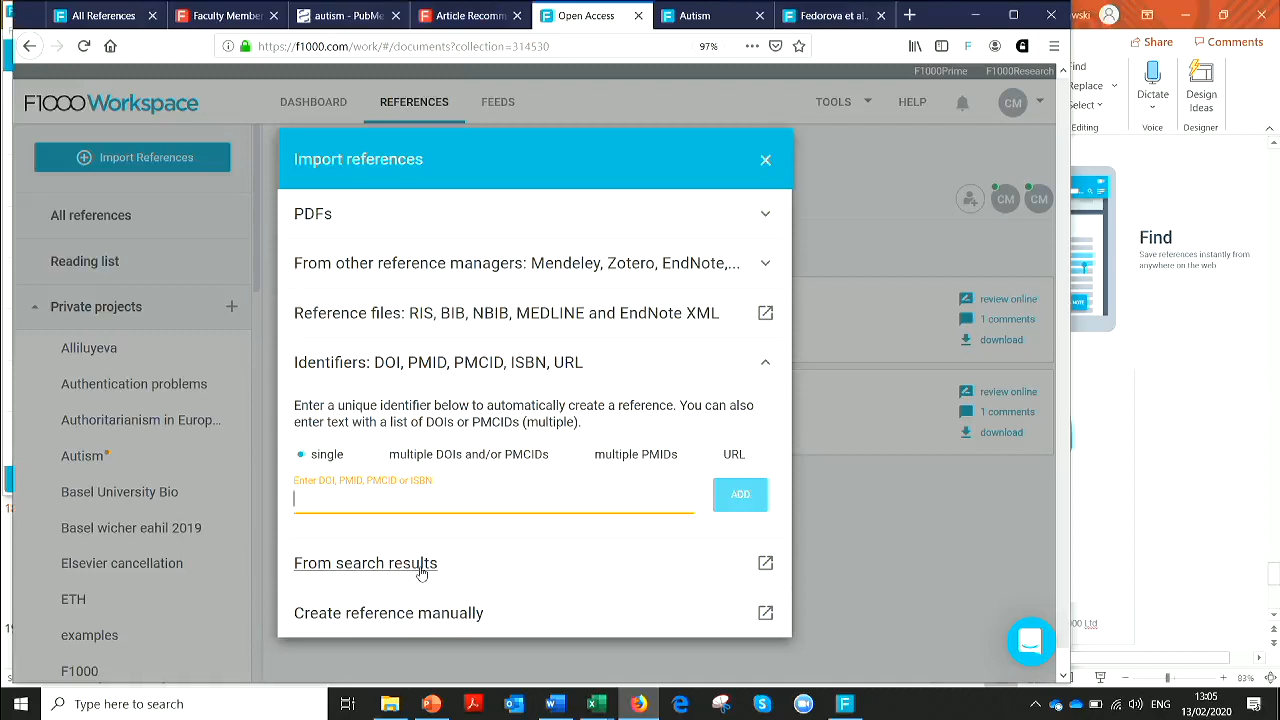 All References
Faculty Member
autism - PubMe
Article Recomm
Open Access
Autism
Fedorova et al.,
wski
https://f1000.com/work/#/documents?collection=314530
97%
Share
Comments
F1000Prime
F1000Research
F1000Workspace
DASHBOARD
REFERENCES
FEEDS
TOOLS
HELP
CM
Find
Replace
Select
Editing
Dictate
Voice
Design
Ideas
Designer
Import References
All references
Reading list
Private projects
Alliluyeva
Authentication problems
Authoritarianism in Europ...
Autism
Basel University Bio
Basel wicher eahil 2019
Elsevier cancellation
ETH
examples
F1000
Import references
PDFs
From other reference managers: Mendeley, Zotero, EndNote,...
Reference files: RIS, BIB, NBIB, MEDLINE and EndNote XML
Identifiers: DOI, PMID, PMCID, ISBN, URL
Enter a unique identifier below to automatically create a reference. You can also
enter text with a list of DOIs or PMCIDs (multiple).
single
multiple DOIs and/or PMCIDs
multiple PMIDs
URL
Enter DOI, PMID, PMCID or ISBN
ADD
From search results
Create reference manually
CM
CM
review online
1 comments
download
review online
1 comments
download
Find
Save references instantly from
anywhere on the web
000 Ltd
83%
Type here to search
13:05
13/02/2020